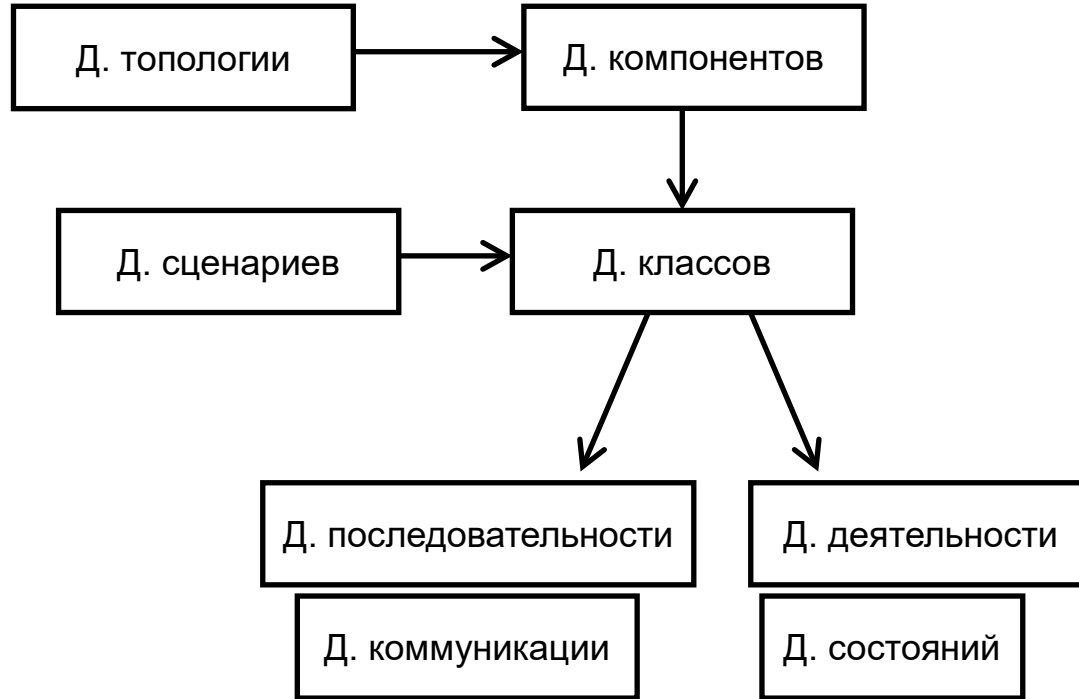 Д. топологии
Д. компонентов
Д. сценариев
Д. классов
Д. последовательности
Д. деятельности
Д. коммуникации
Д. состояний